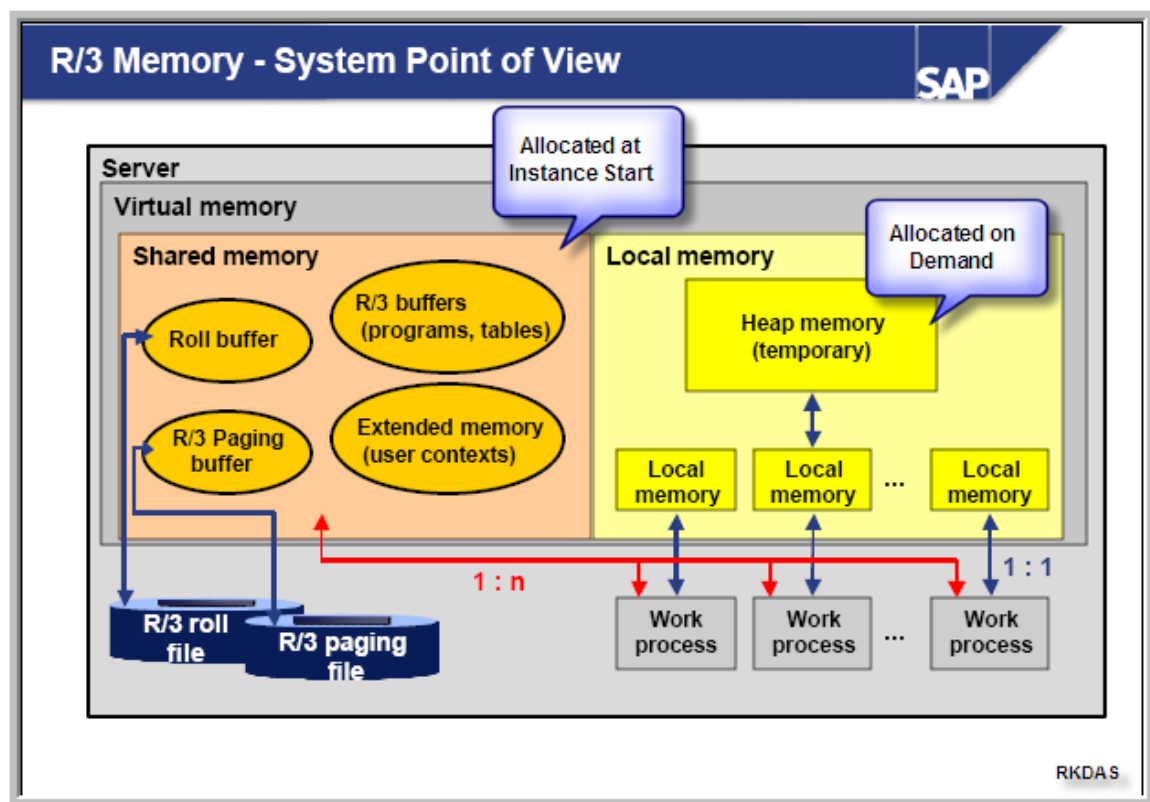 R/3 Memory - System Point of View
SAP
Allocated at
Instance Start
Server
Virtual memory
Allocated on
Demand
Shared memory
Local memory
R/3 buffers
(programs, tables)
Roll buffer
Heap memory
(temporary)
Extended memory
(user contexts)
R/3 Paging
buffer
Local
memory
Local
memory
...
Local
memory
1 : n
1 : 1
R/3 roll
file
R/3 paging
file
Work
process
Work
process
...
Work
process
RKDAS